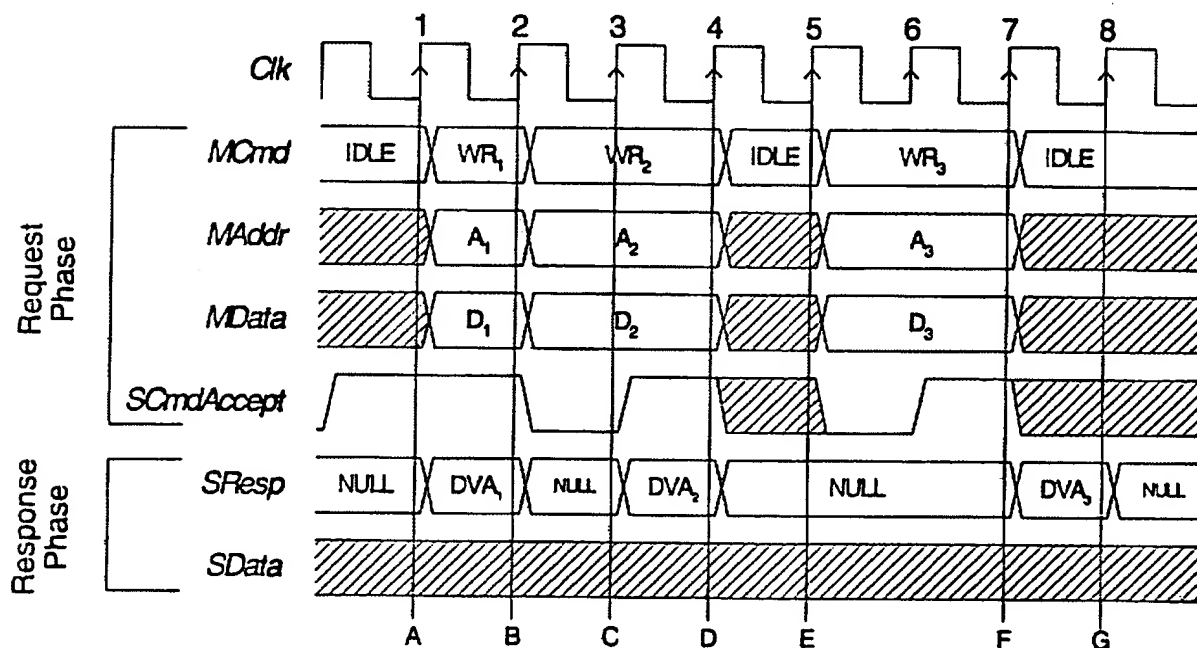 1 2 3 4 5 6 7 8
Clk
Request Phase
MCmd IDLE WR₁ WR₂ IDLE WR₃ IDLE
MAddr A₁ A₂ A₃
MData D₁ D₂ D₃
SCmdAccept
Response Phase
SResp NULL DVA₁ NULL DVA₂ NULL DVA₃ NULL
SData
A B C D E F G